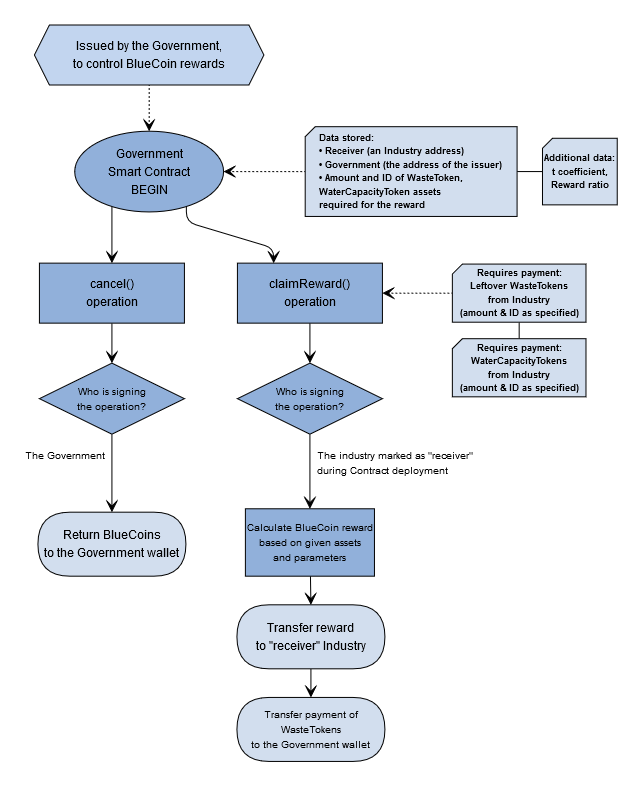 Issued by the Government,
to control BlueCoin rewards
Government
Smart Contract
BEGIN
Data stored:
• Receiver (an Industry address)
• Government (the address of the issuer)
• Amount and ID of WasteToken,
WaterCapacityToken assets
required for the reward
Additional data:
t coefficient,
Reward ratio
cancel()
operation
claimReward()
operation
Requires payment:
Leftover WasteTokens
from Industry
(amount & ID as specified)
Requires payment:
WaterCapacityTokens
from Industry
(amount & ID as specified)
Who is signing
the operation?
Who is signing
the operation?
The Government
The industry marked as "receiver"
during Contract deployment
Return BlueCoins
to the Government wallet
Calculate BlueCoin reward
based on given assets
and parameters
Transfer reward
to "receiver" Industry
Transfer payment of
WasteTokens
to the Government wallet